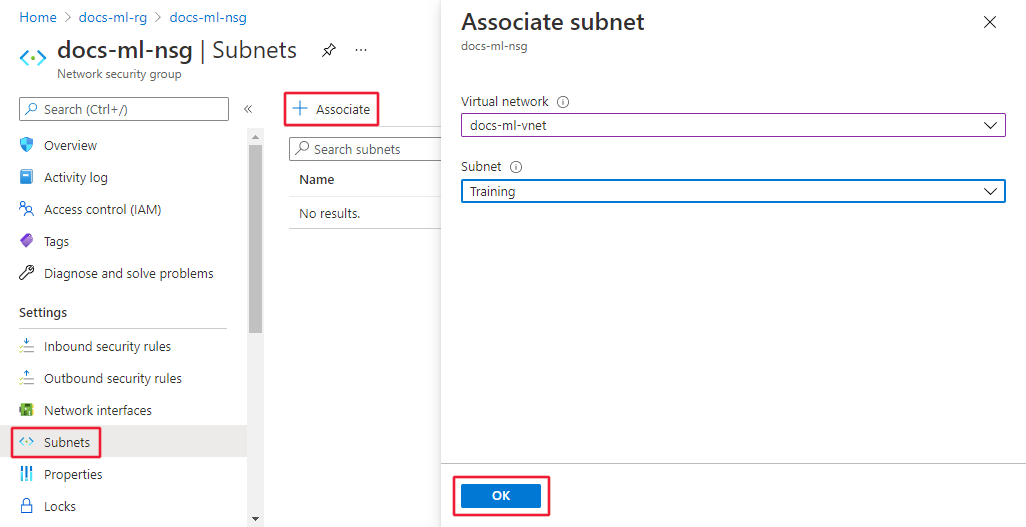 Home > docs-ml-rg > docs-ml-nsg
docs-ml-nsg | Subnets
Network security group
Search (Ctrl+/)
Overview
Activity log
Access control (IAM)
Tags
Diagnose and solve problems
Settings
Inbound security rules
Outbound security rules
Network interfaces
Subnets
Properties
Locks
Associate
Search subnets
Name
No results.
Associate subnet
docs-ml-nsg
Virtual network
docs-ml-vnet
Subnet
Training
OK